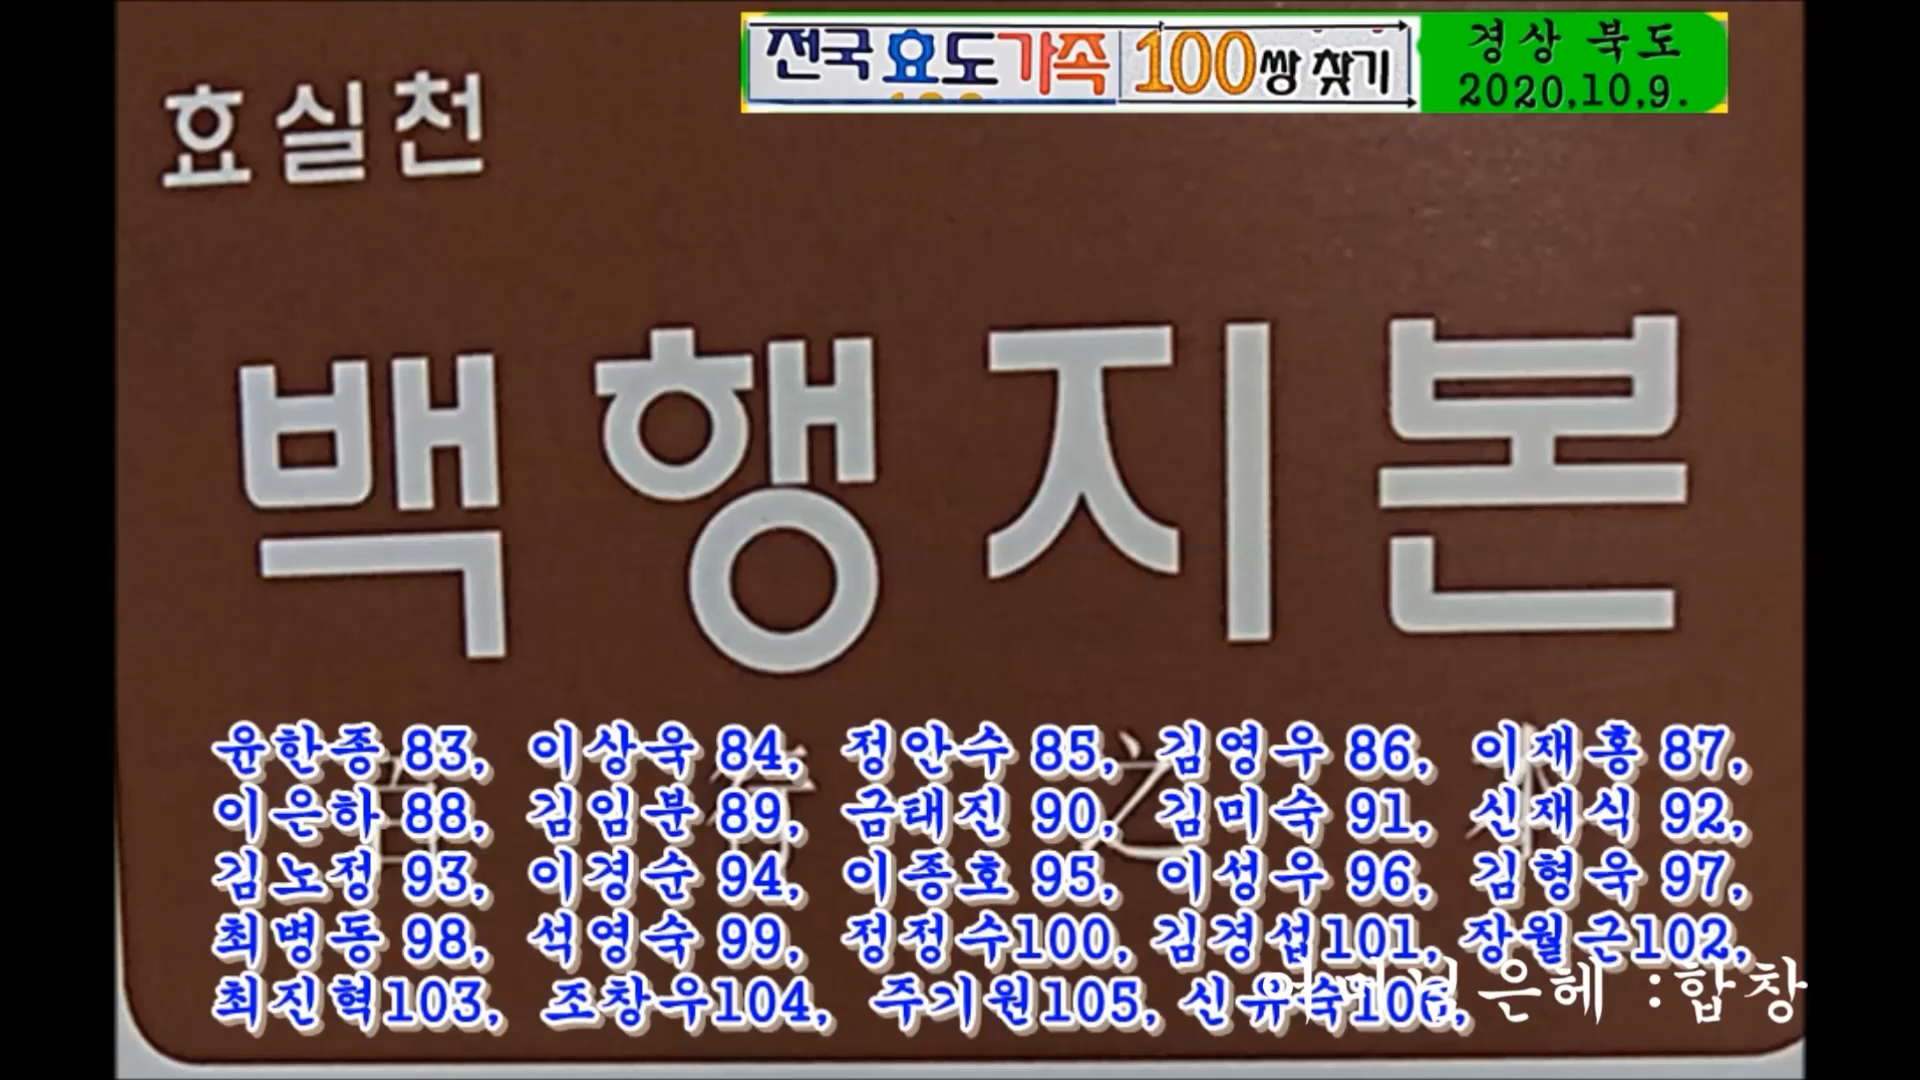 전국효도가족 100쌍 찾기
경상 북도
2020.10.9.
효실천
백행지본
윤한종 83, 이상욱 84, 정안수 85, 김영우 86, 이재홍 87,
이은하 88, 김임분 89, 금태진 90, 김미숙 91, 신재식 92,
김노정 93, 이경순 94, 이종호 95, 이성우 96, 김형욱 97,
최병동 98, 석영숙 99, 정정수100, 김경섭101, 장월근102,
최진혁103, 조창우104, 주기원105, 신유숙106,
은혜 :합창